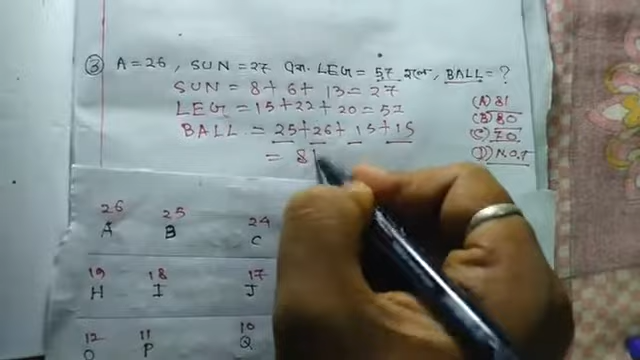 ③ A=26, SUN=27 এবং LEG=57 হলে, BALL=?
SUN = 8+6+13=27
LEG = 15+22+20=57
BALL = 25+26+15+15
= 81
(A) 81
(B) 80
(C) 70
(D) N.O.T
26 25 24
A B C
19 18 17
H I J
12 11 10
O P Q